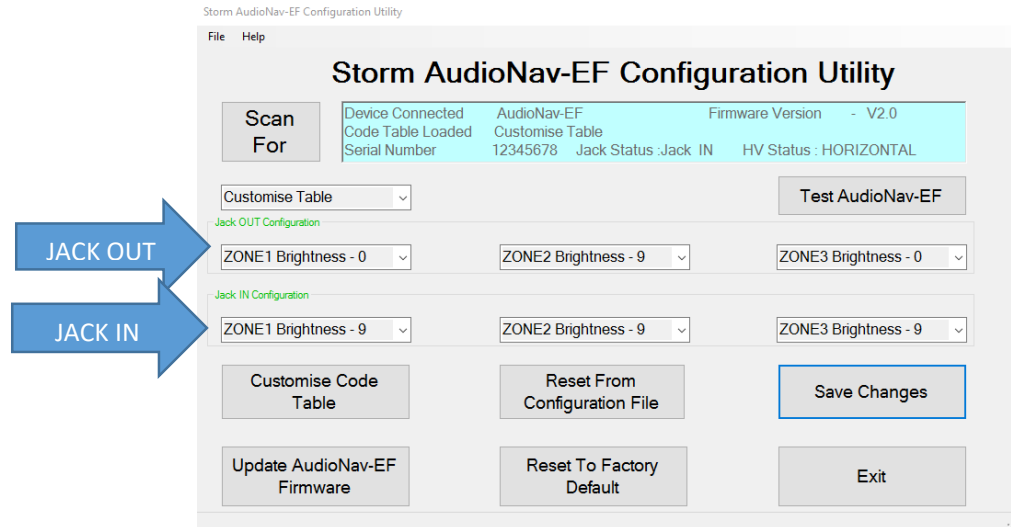 Storm AudioNav-EF Configuration Utility
File Help
Storm AudioNav-EF Configuration Utility
Scan For
Device Connected AudioNav-EF Firmware Version - V2.0
Code Table Loaded Customise Table
Serial Number 12345678 Jack Status :Jack IN HV Status : HORIZONTAL
Customise Table
Test AudioNav-EF
Jack OUT Configuration
JACK OUT
ZONE1 Brightness - 0 ZONE2 Brightness - 9 ZONE3 Brightness - 0
Jack IN Configuration
JACK IN
ZONE1 Brightness - 9 ZONE2 Brightness - 9 ZONE3 Brightness - 9
Customise Code
Table
Reset From
Configuration File
Save Changes
Update AudioNav-EF
Firmware
Reset To Factory
Default
Exit